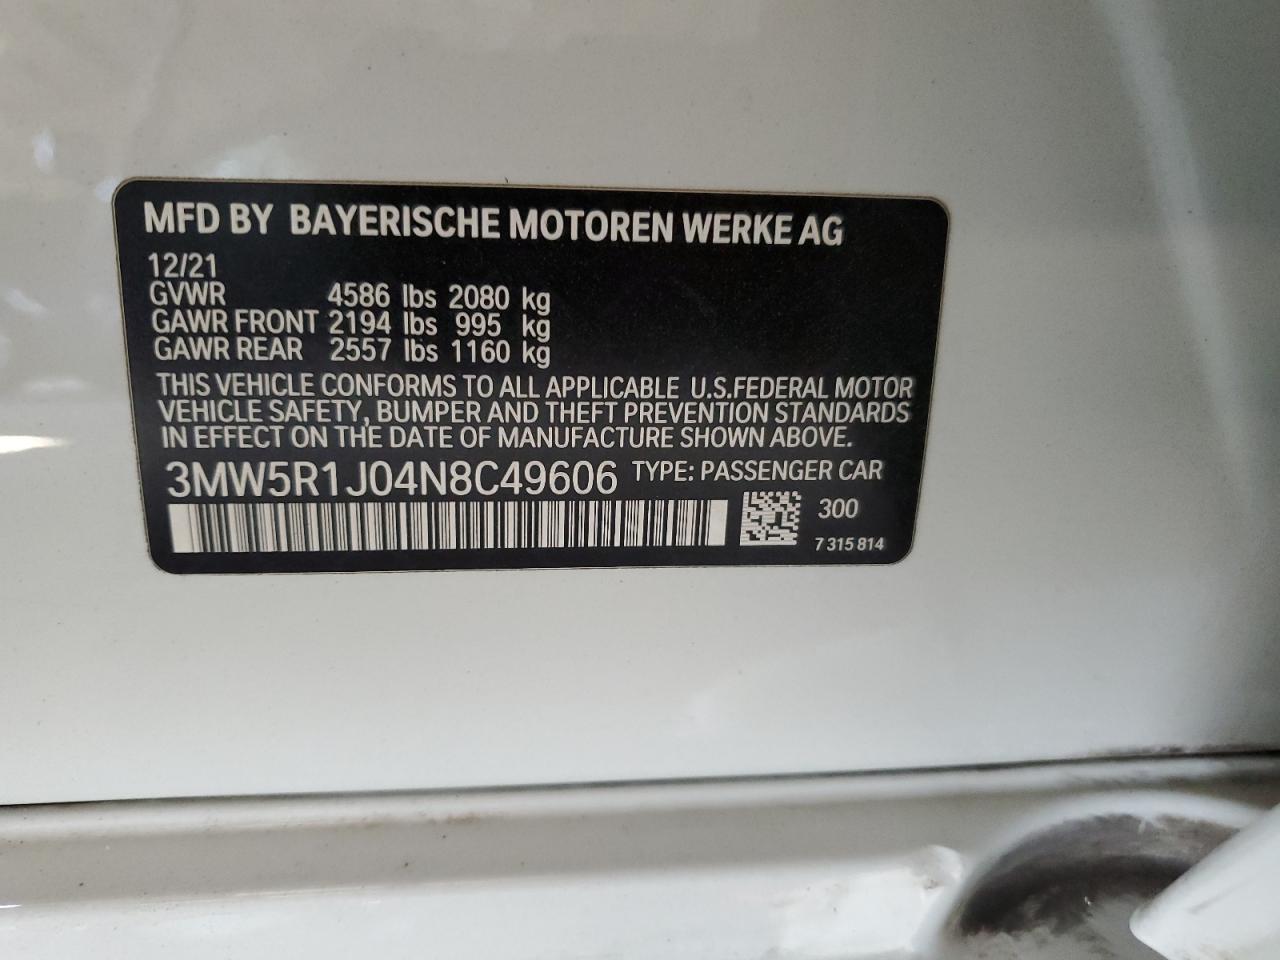 MFD BY BAYERISCHE MOTOREN WERKE AG
12/21
GVWR 4586 lbs 2080 kg
GAWR FRONT 2194 lbs 995 kg
GAWR REAR 2557 lbs 1160 kg
THIS VEHICLE CONFORMS TO ALL APPLICABLE U.S.FEDERAL MOTOR
VEHICLE SAFETY, BUMPER AND THEFT PREVENTION STANDARDS
IN EFFECT ON THE DATE OF MANUFACTURE SHOWN ABOVE.
3MW5R1J04N8C49606 TYPE: PASSENGER CAR
300
7 315 814